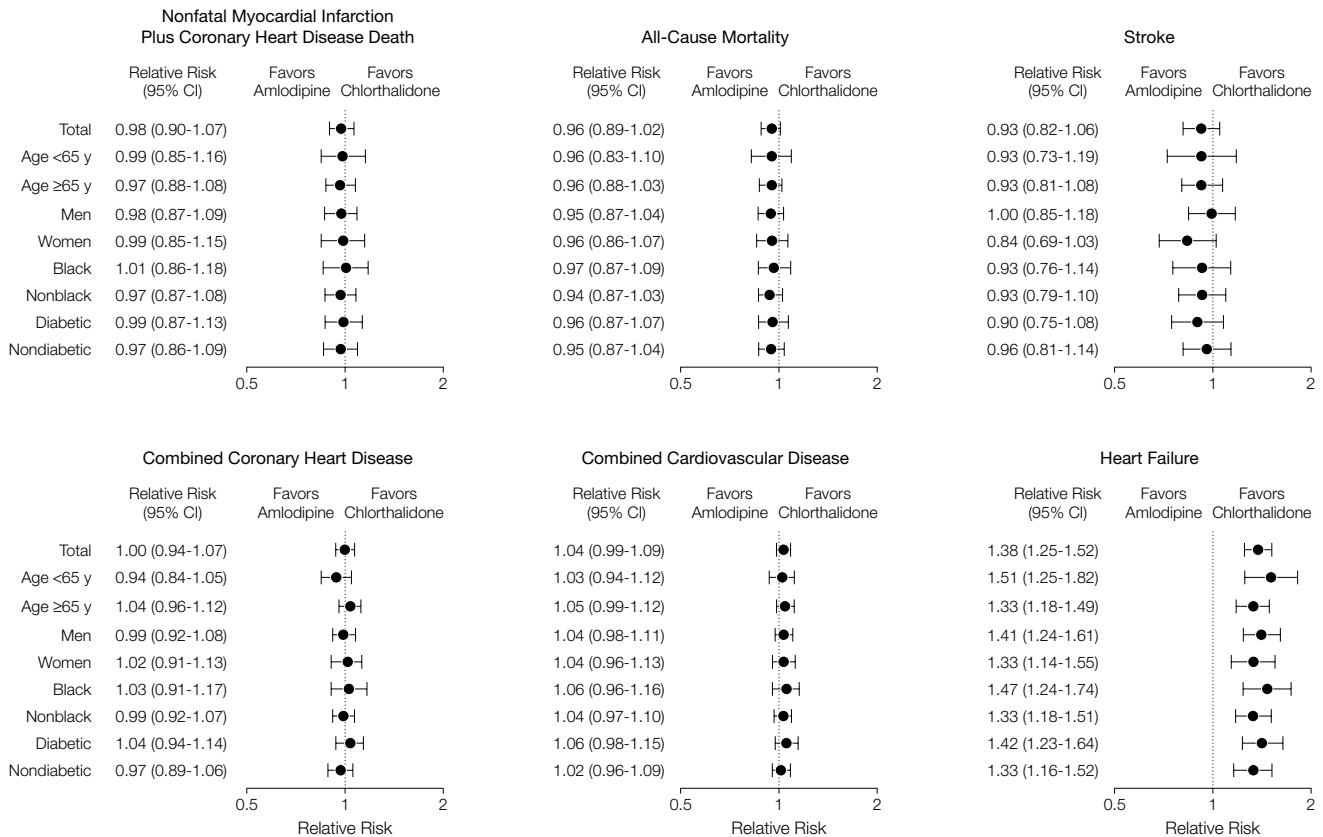 Nonfatal Myocardial Infarction
Plus Coronary Heart Disease Death
All-Cause Mortality
Stroke
Relative Risk
(95% CI)
Favors
Amlodipine
Favors
Chlorthalidone
Relative Risk
(95% CI)
Favors
Amlodipine
Favors
Chlorthalidone
Relative Risk
(95% CI)
Favors
Amlodipine
Favors
Chlorthalidone
Total 0.98 (0.90-1.07) 0.96 (0.89-1.02) 0.93 (0.82-1.06)
Age <65 y 0.99 (0.85-1.16) 0.96 (0.83-1.10) 0.93 (0.73-1.19)
Age ≥65 y 0.97 (0.88-1.08) 0.96 (0.88-1.03) 0.93 (0.81-1.08)
Men 0.98 (0.87-1.09) 0.95 (0.87-1.04) 1.00 (0.85-1.18)
Women 0.99 (0.85-1.15) 0.96 (0.86-1.07) 0.84 (0.69-1.03)
Black 1.01 (0.86-1.18) 0.97 (0.87-1.09) 0.93 (0.76-1.14)
Nonblack 0.97 (0.87-1.08) 0.94 (0.87-1.03) 0.93 (0.79-1.10)
Diabetic 0.99 (0.87-1.13) 0.96 (0.87-1.07) 0.90 (0.75-1.08)
Nondiabetic 0.97 (0.86-1.09) 0.95 (0.87-1.04) 0.96 (0.81-1.14)
0.5 1 2 0.5 1 2 0.5 1 2
Combined Coronary Heart Disease
Combined Cardiovascular Disease
Heart Failure
Relative Risk
(95% CI)
Favors
Amlodipine
Favors
Chlorthalidone
Relative Risk
(95% CI)
Favors
Amlodipine
Favors
Chlorthalidone
Relative Risk
(95% CI)
Favors
Amlodipine
Favors
Chlorthalidone
Total 1.00 (0.94-1.07) 1.04 (0.99-1.09) 1.38 (1.25-1.52)
Age <65 y 0.94 (0.84-1.05) 1.03 (0.94-1.12) 1.51 (1.25-1.82)
Age ≥65 y 1.04 (0.96-1.12) 1.05 (0.99-1.12) 1.33 (1.18-1.49)
Men 0.99 (0.92-1.08) 1.04 (0.98-1.11) 1.41 (1.24-1.61)
Women 1.02 (0.91-1.13) 1.04 (0.96-1.13) 1.33 (1.14-1.55)
Black 1.03 (0.91-1.17) 1.06 (0.96-1.16) 1.47 (1.24-1.74)
Nonblack 0.99 (0.92-1.07) 1.04 (0.97-1.10) 1.33 (1.18-1.51)
Diabetic 1.04 (0.94-1.14) 1.06 (0.98-1.15) 1.42 (1.23-1.64)
Nondiabetic 0.97 (0.89-1.06) 1.02 (0.96-1.09) 1.33 (1.16-1.52)
0.5 1 2 0.5 1 2 0.5 1 2
Relative Risk Relative Risk Relative Risk